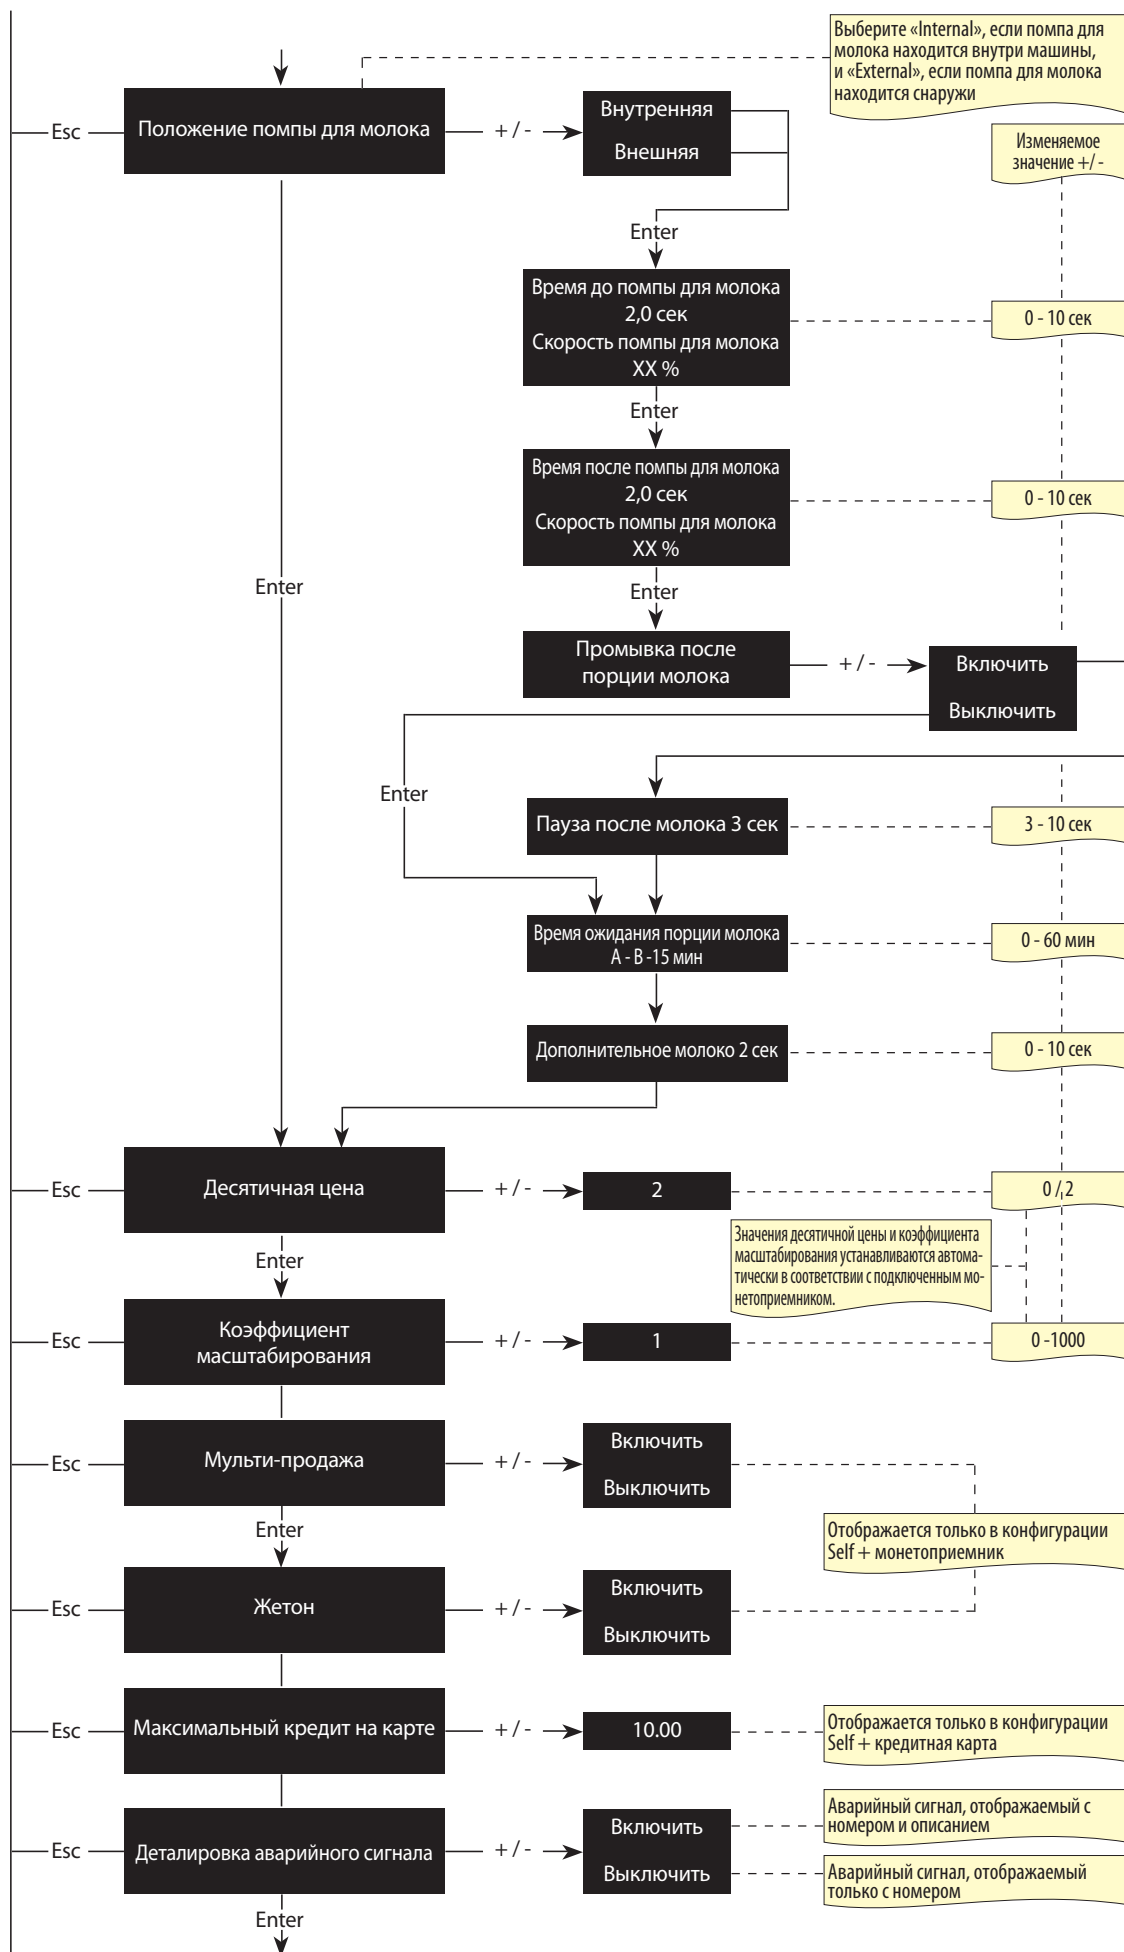 Выберите «Internal», если помпа для
молока находится внутри машины,
и «External», если помпа для молока
находится снаружи
Esc
Положение помпы для молока
+ / -
Внутренняя
Внешняя
Изменяемое
значение +/ -
Enter
Время до помпы для молока
2,0 сек
Скорость помпы для молока
XX %
0 - 10 сек
Enter
Время после помпы для молока
2,0 сек
Скорость помпы для молока
XX %
0 - 10 сек
Enter
Enter
Промывка после
порции молока
+ / -
Включить
Выключить
Enter
Пауза после молока 3 сек
3 - 10 сек
Время ожидания порции молока
A - B -15 мин
0 - 60 мин
Дополнительное молоко 2 сек
0 - 10 сек
Esc
Десятичная цена
+ / -
2
0 / 2
Значения десятичной цены и коэффициента
масштабирования устанавливаются автома-
тически в соответствии с подключенным мо-
нетоприемником.
Enter
Esc
Коэффициент
масштабирования
+ / -
1
0 -1000
Esc
Мульти-продажа
+ / -
Включить
Выключить
Enter
Отображается только в конфигурации
Self + монетоприемник
Esc
Жетон
+ / -
Включить
Выключить
Esc
Максимальный кредит на карте
+ / -
10.00
Отображается только в конфигурации
Self + кредитная карта
Esc
Деталировка аварийного сигнала
+ / -
Включить
Выключить
Аварийный сигнал, отображаемый с
номером и описанием
Аварийный сигнал, отображаемый
только с номером
Enter